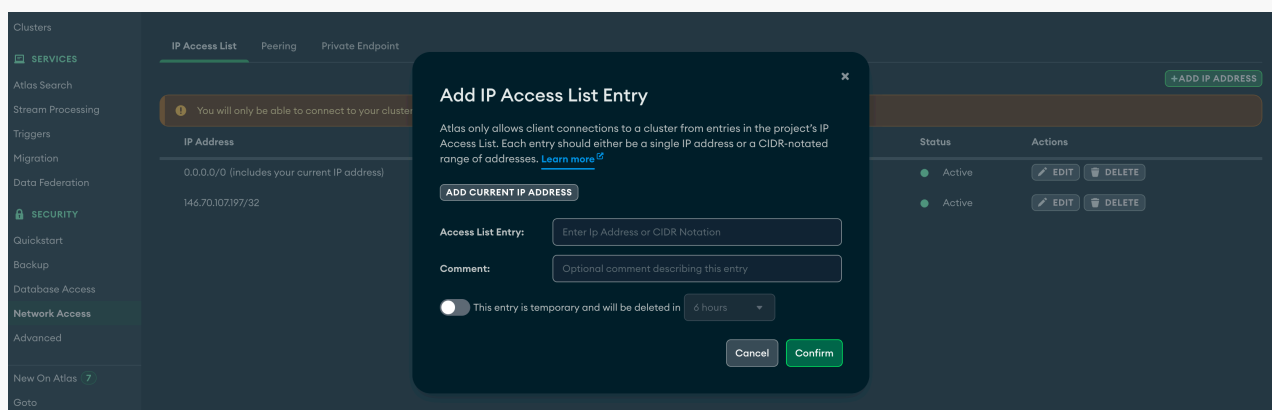 Clusters
SERVICES
Atlas Search
Stream Processing
Triggers
Migration
Data Federation
SECURITY
Quickstart
Backup
Database Access
Network Access
Advanced
New On Atlas 7
Goto
IP Access List Peering Private Endpoint
+ADD IP ADDRESS
You will only be able to connect to your cluster
IP Address Status Actions
0.0.0.0/0 (includes your current IP address) Active EDIT DELETE
146.70.107.197/32 Active EDIT DELETE
Add IP Access List Entry
Atlas only allows client connections to a cluster from entries in the project's IP
Access List. Each entry should either be a single IP address or a CIDR-notated
range of addresses. Learn more
ADD CURRENT IP ADDRESS
Access List Entry: Enter Ip Address or CIDR Notation
Comment: Optional comment describing this entry
This entry is temporary and will be deleted in 6 hours
Cancel Confirm